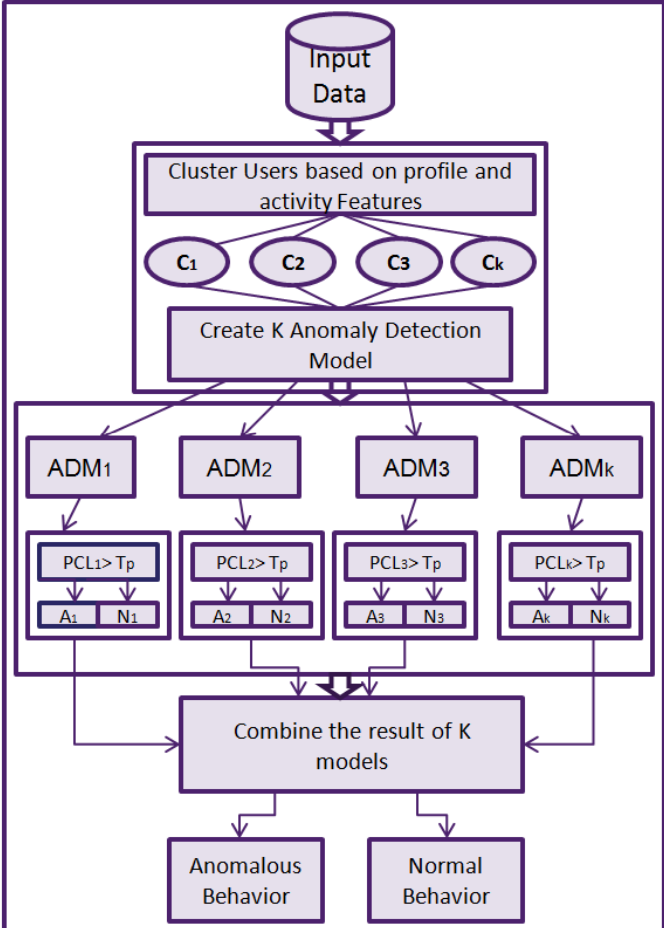 Input
Data
Cluster Users based on profile and
activity Features
C1 C2 C3 Ck
Create K Anomaly Detection
Model
ADM1 ADM2 ADM3 ADMk
PCL1> Tp PCL2> Tp PCL3> Tp PCLk> Tp
A1 N1 A2 N2 A3 N3 Ak Nk
Combine the result of K
models
Anomalous
Behavior
Normal
Behavior